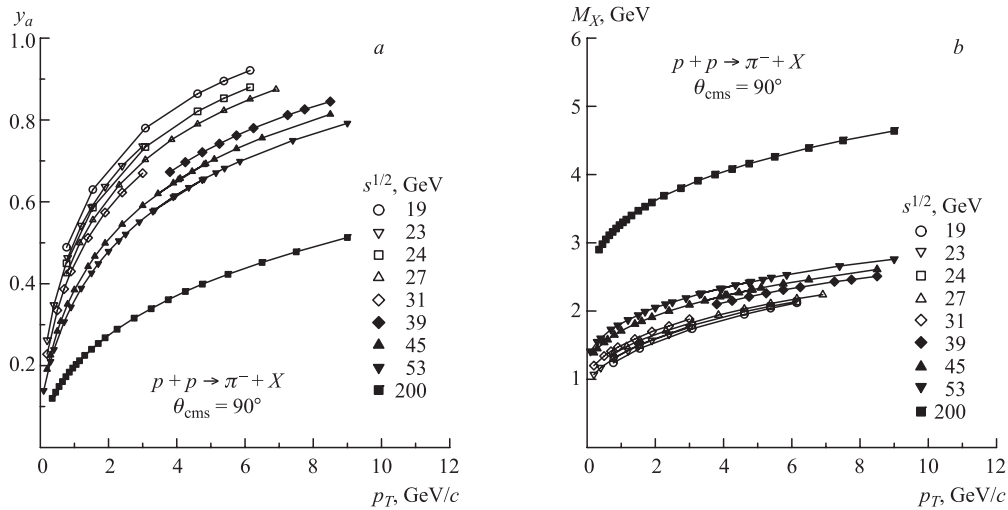 y_a
1.0
0.8
0.6
0.4
0.2
a
s^{1/2}, GeV
19
23
24
27
31
39
45
53
200
p + p → π⁻ + X
θ_cms = 90°
0 2 4 6 8 10 12
p_T, GeV/c
M_X, GeV
6
5
4
3
2
1
b
p + p → π⁻ + X
θ_cms = 90°
s^{1/2}, GeV
19
23
24
27
31
39
45
53
200
0 2 4 6 8 10 12
p_T, GeV/c